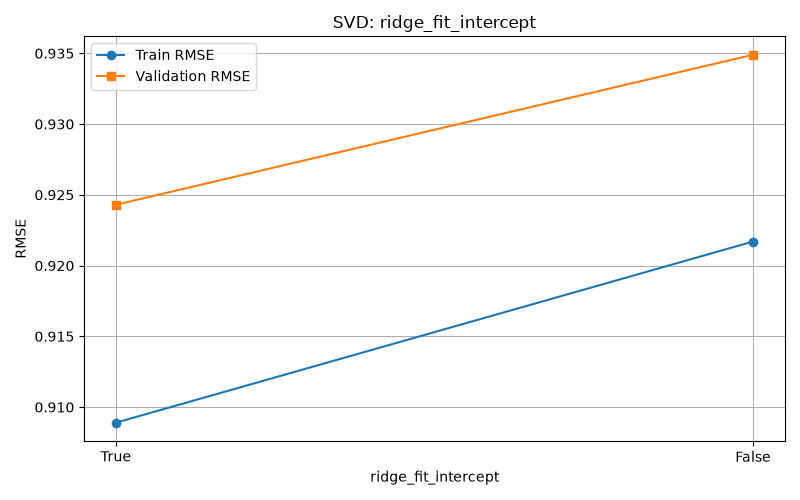 SVD: ridge_fit_intercept
Train RMSE
Validation RMSE
0.935
0.930
0.925
0.920
0.915
0.910
RMSE
True
False
ridge_fit_intercept